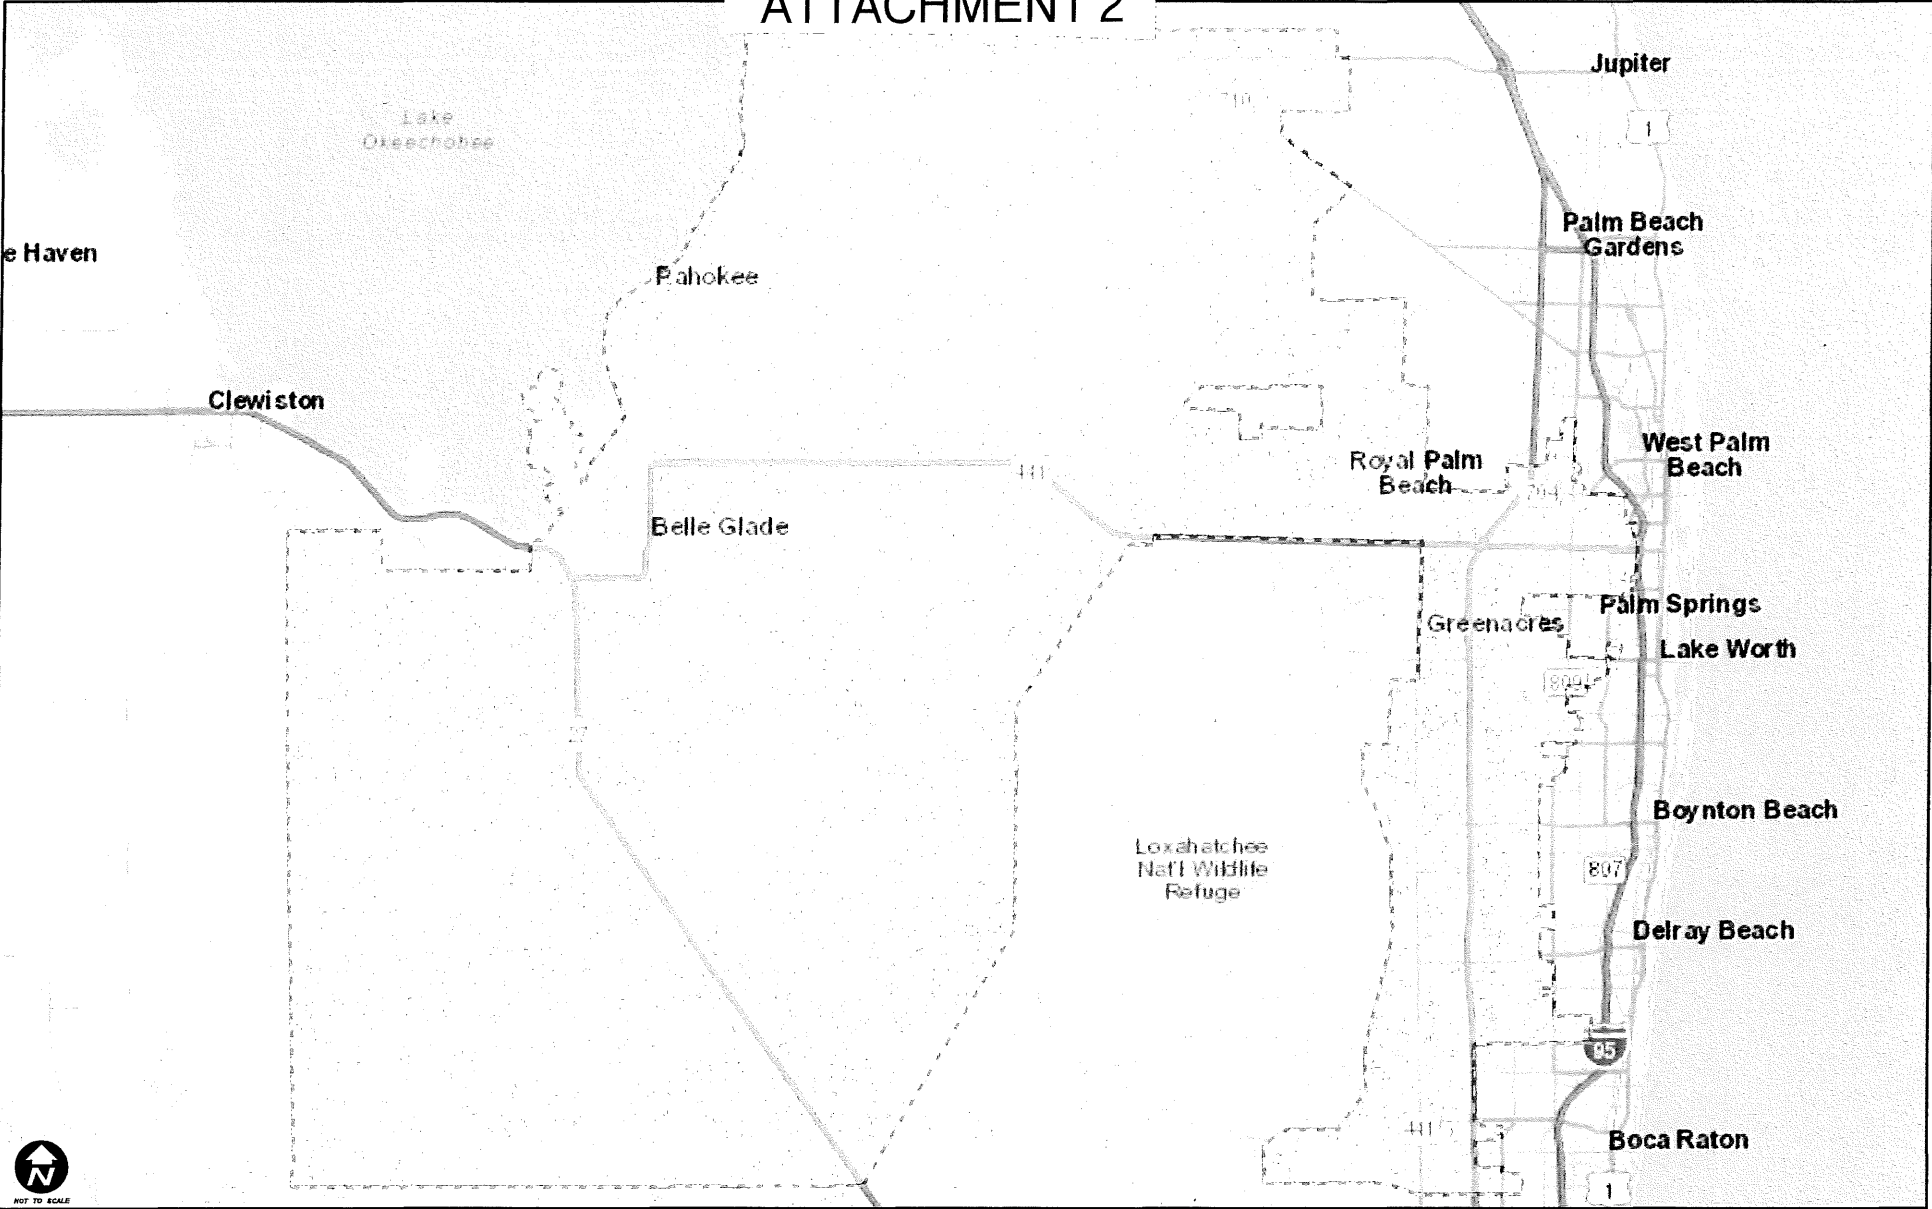 ATTACHMENT 2
Jupiter
Lake
Okeechobee
710
1
Palm Beach
Gardens
e Haven
Pahokee
Clewiston
West Palm
Beach
Royal Palm
Beach
441
704
Belle Glade
Palm Springs
Greenacres
Lake Worth
809
Boynton Beach
Loxahatchee
Nat'l Wildlife
Refuge
807
Delray Beach
95
441
Boca Raton
N
NOT TO SCALE
1